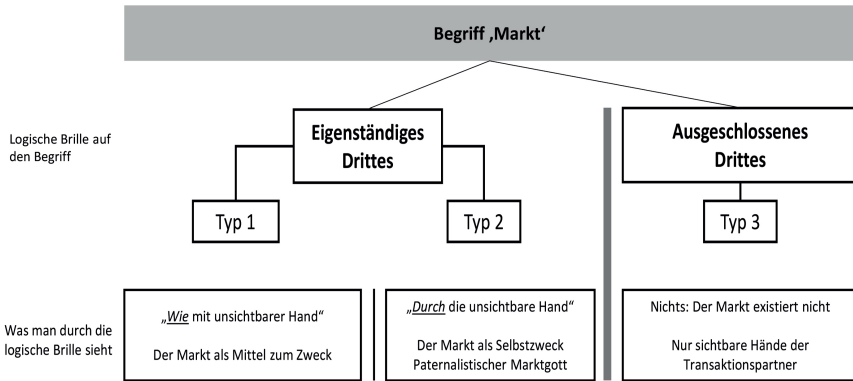 Begriff ‚Markt‘
Logische Brille auf
den Begriff
Eigenständiges
Drittes
Ausgeschlossenes
Drittes
Typ 1
Typ 2
Typ 3
Was man durch die
logische Brille sieht
„Wie mit unsichtbarer Hand“
Der Markt als Mittel zum Zweck
„Durch die unsichtbare Hand“
Der Markt als Selbstzweck
Paternalistischer Marktgott
Nichts: Der Markt existiert nicht
Nur sichtbare Hände der
Transaktionspartner